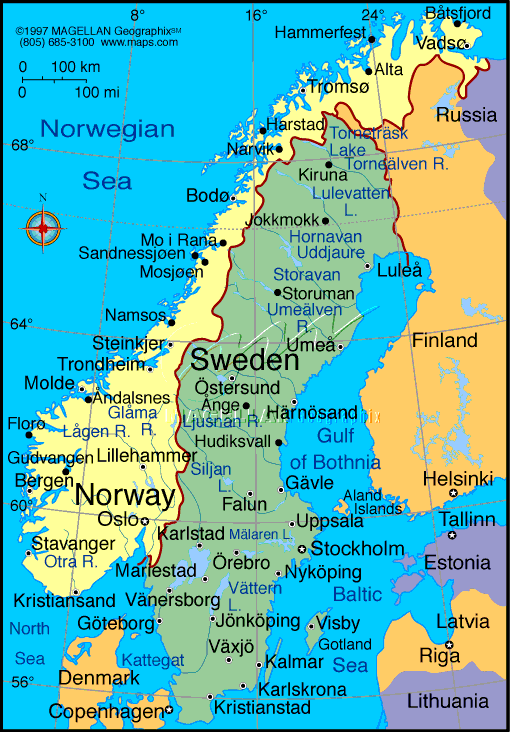 ©1997 MAGELLAN Geographix℠
(805) 685-3100 www.maps.com
0 100 km
0 100 mi
16°
24°
Båtsfjord
Hammerfest
Vadsø
Alta
Tromsø
Russia
Norwegian
Sea
Harstad
Torneträsk
Lake
68°
Narvik
Torneälven R.
Kiruna
Lulevatten
L.
Bodø
N
Jokkmokk
Hornavan
Uddjaure
Mo i Rana
Sandnessjøen
Mosjøen
Luleå
Storavan
Storuman
Umeälven
R.
Namsos
64°
Steinkjer
Umeå
Finland
Sweden
Trondheim
Molde
Östersund
Andalsnes
Ånge
Härnösand
Glåma
R.
Ljusnan R.
Florø
Lågen R.
Hudiksvall
Gulf
of Bothnia
Gudvangen
Lillehammer
Siljan
L.
Bergen
Gävle
Helsinki
Norway
Falun
Aland
Islands
60°
Oslo
Uppsala
Tallinn
Karlstad
Mälaren L.
Stavanger
Stockholm
Örebro
Otra R.
Estonia
Mariestad
Nyköping
Kristiansand
Vänersborg
Vättern
L.
Baltic
Göteborg
Jönköping
Visby
Latvia
North
Sea
Gotland
Kattegat
Växjö
Riga
Kalmar
Sea
Denmark
56°
Karlskrona
Lithuania
Copenhagen
Kristianstad